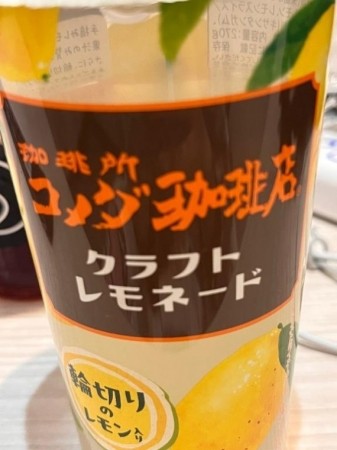 珈琲所
コメダ珈琲店
クラフト
レモネード
輪切り
の
レモン入り